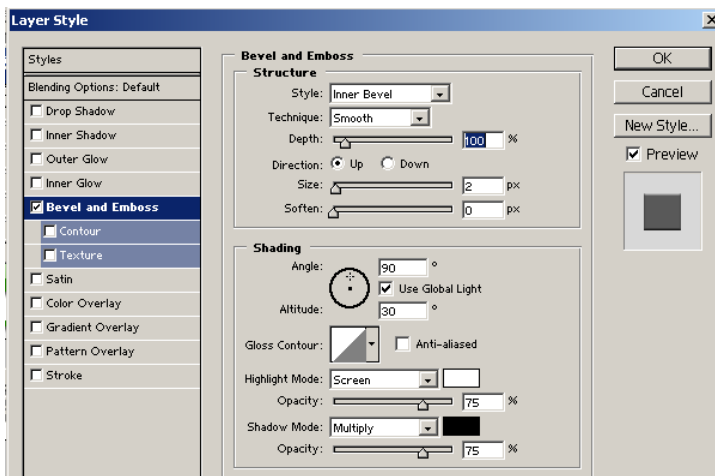 Layer Style
Styles
Blending Options: Default
Drop Shadow
Inner Shadow
Outer Glow
Inner Glow
Bevel and Emboss
Contour
Texture
Satin
Color Overlay
Gradient Overlay
Pattern Overlay
Stroke
Bevel and Emboss
Structure
Style: Inner Bevel
Technique: Smooth
Depth: 100 %
Direction: Up Down
Size: 2 px
Soften: 0 px
Shading
Angle: 90 °
Use Global Light
Altitude: 30 °
Gloss Contour: Anti-aliased
Highlight Mode: Screen
Opacity: 75 %
Shadow Mode: Multiply
Opacity: 75 %
OK
Cancel
New Style...
Preview